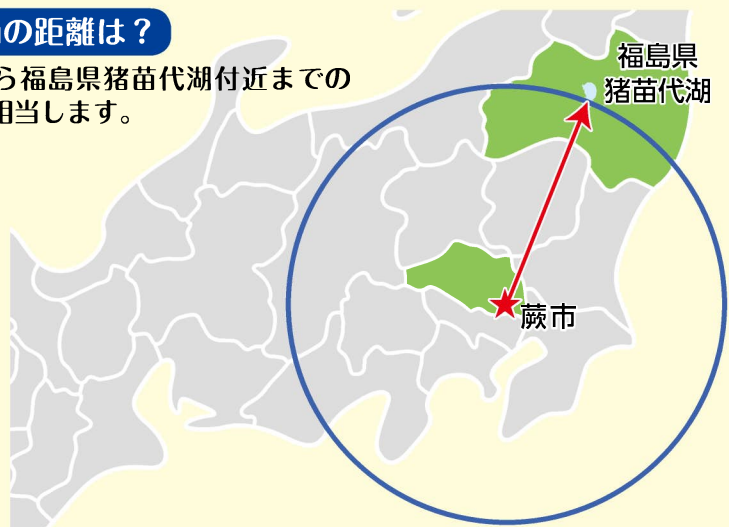 の距離は？
ら福島県猪苗代湖付近までの
相当します。
福島県
猪苗代湖
蕨市